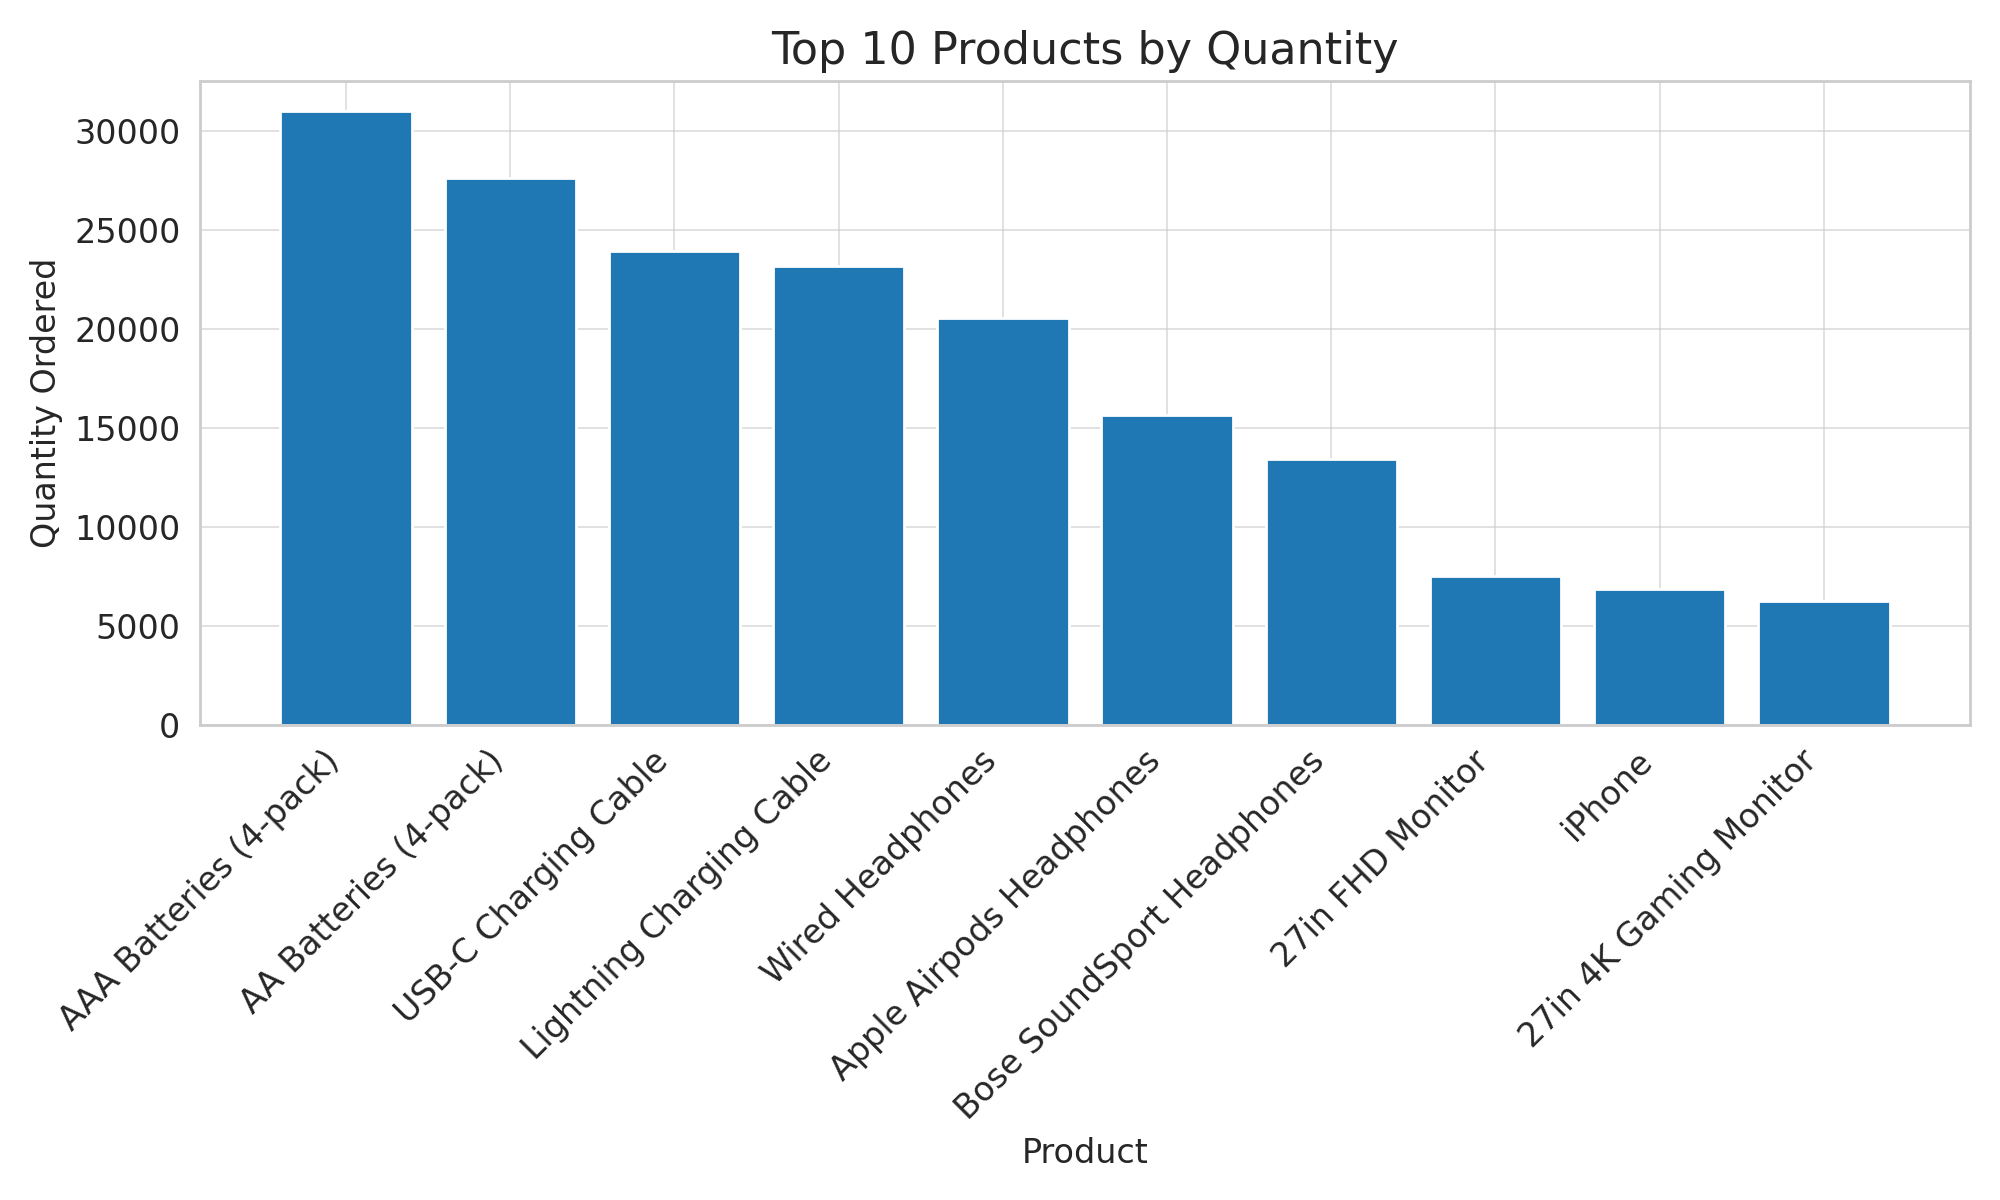 Top 10 Products by Quantity
Quantity Ordered
30000
25000
20000
15000
10000
5000
0
AAA Batteries (4-pack)
AA Batteries (4-pack)
USB-C Charging Cable
Lightning Charging Cable
Wired Headphones
Apple Airpods Headphones
Bose SoundSport Headphones
27in FHD Monitor
iPhone
27in 4K Gaming Monitor
Product